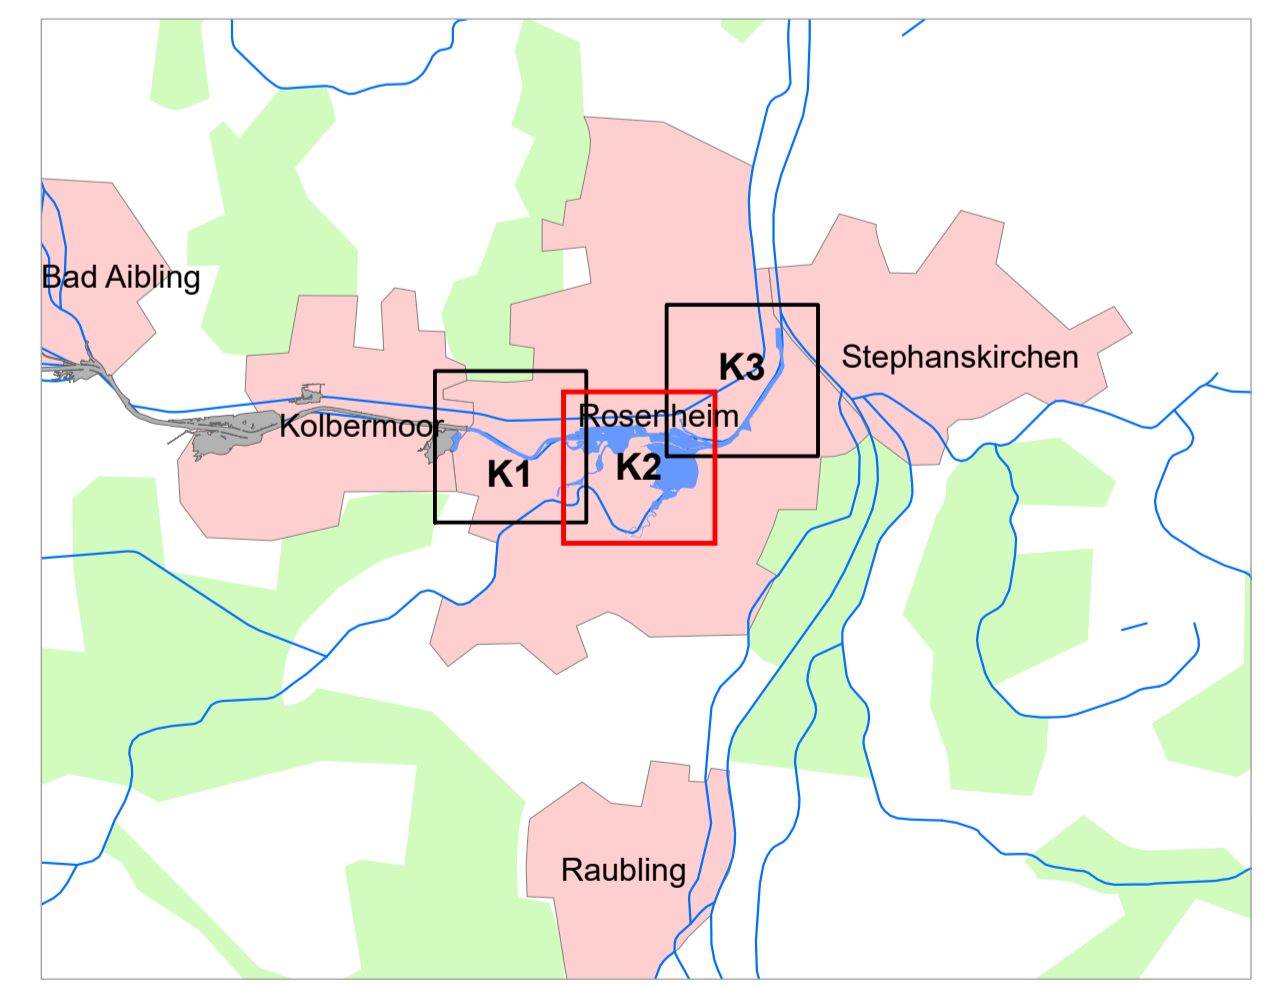 Bad Aibling
Stephanskirchen
K3
Rosenheim
Kolbermoor
K1
K2
Raubling